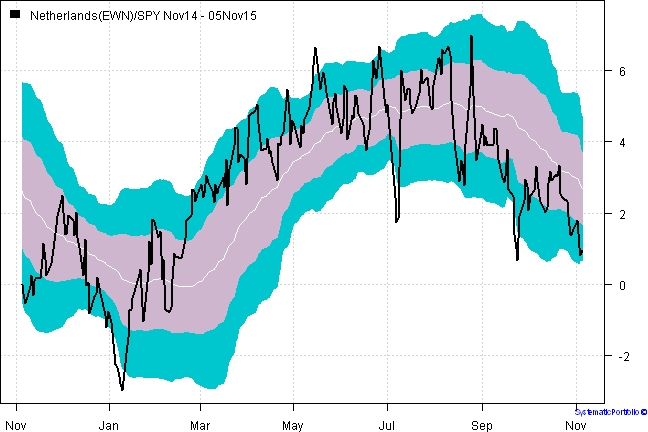 Netherlands(EWN)/SPY Nov14 - 05Nov15
6
4
2
0
-2
Nov Jan Mar May Jul Sep Nov
SystematicPortfolio ©